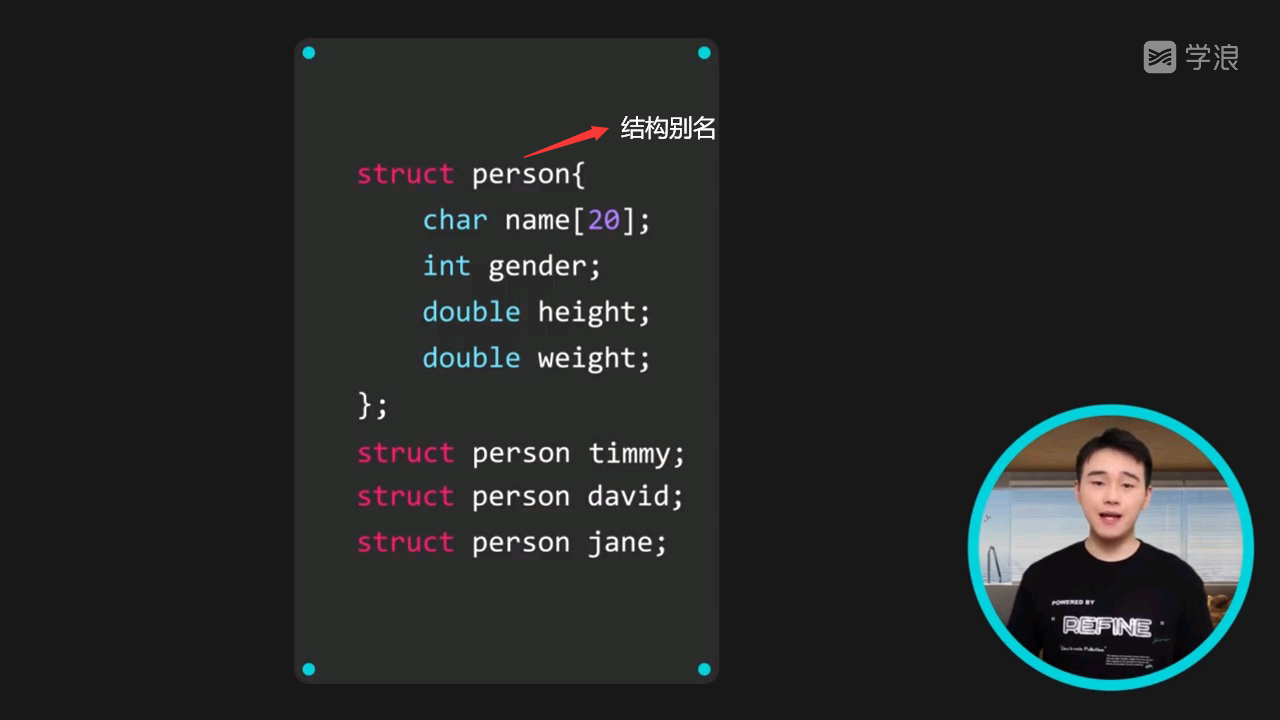 学浪
结构别名
struct person{
char name[20];
int gender;
double height;
double weight;
};
struct person timmy;
struct person david;
struct person jane;
POWERED BY
"REFINE"